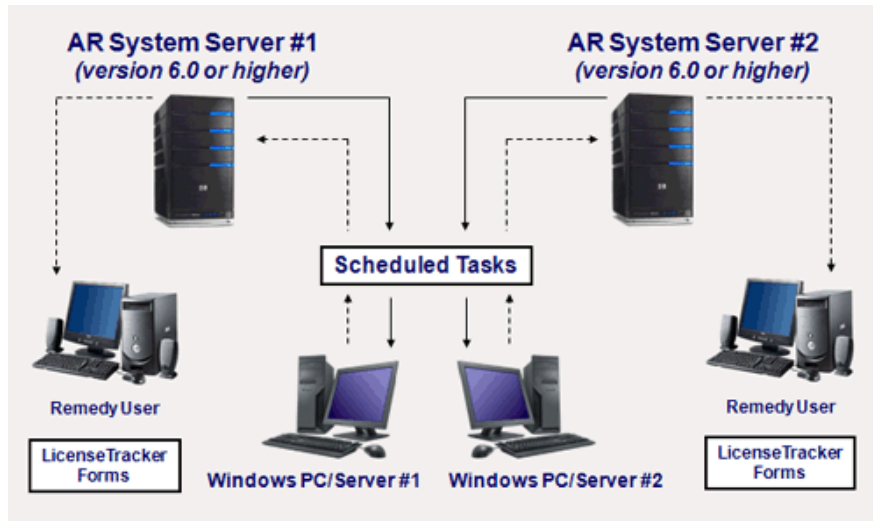 AR System Server #1
(version 6.0 or higher)
AR System Server #2
(version 6.0 or higher)
Scheduled Tasks
Remedy User
LicenseTracker
Forms
Windows PC/Server #1
Windows PC/Server #2
Remedy User
LicenseTracker
Forms